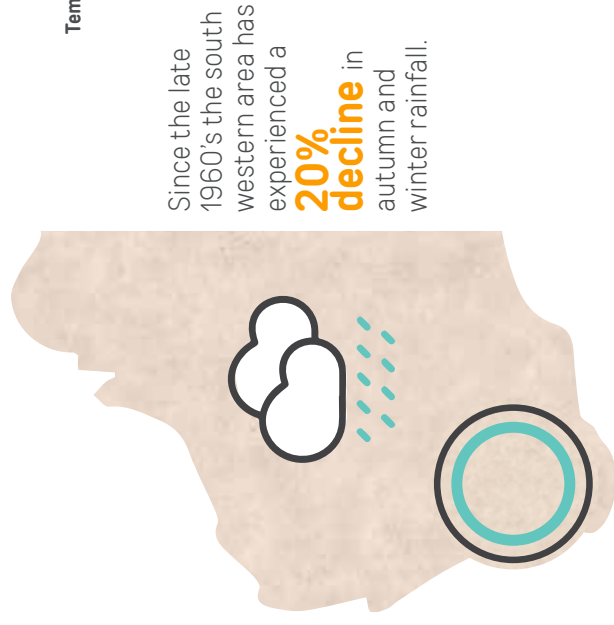 Tem
Since the late
1960's the south
western area has
experienced a
20%
decline in
autumn and
winter rainfall.